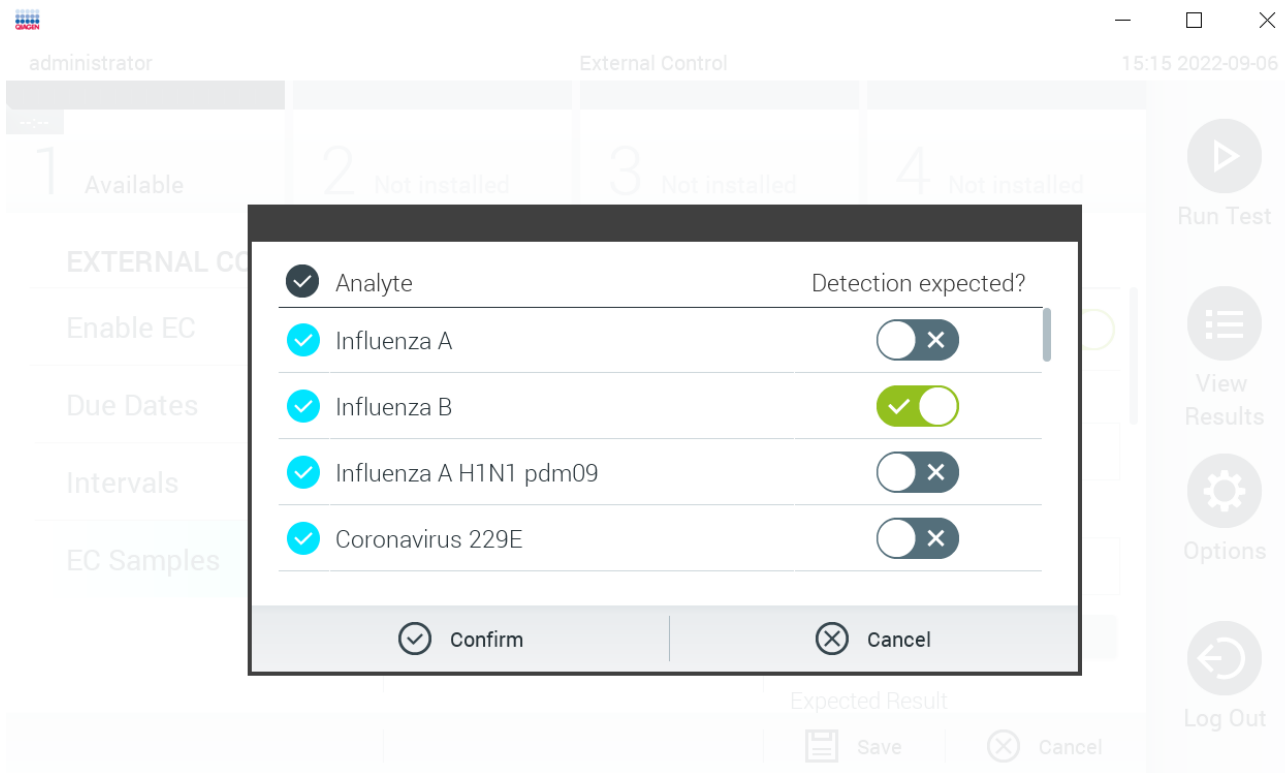 QIAGEN
administrator External Control 15:15 2022-09-06
--:--
1 Available 2 Not installed 3 Not installed 4 Not installed
Run Test
EXTERNAL CO
Enable EC
Due Dates
Intervals
EC Samples
Analyte Detection expected?
Influenza A
Influenza B
Influenza A H1N1 pdm09
Coronavirus 229E
Confirm Cancel
View
Results
Options
Log Out
Expected Result
Save Cancel